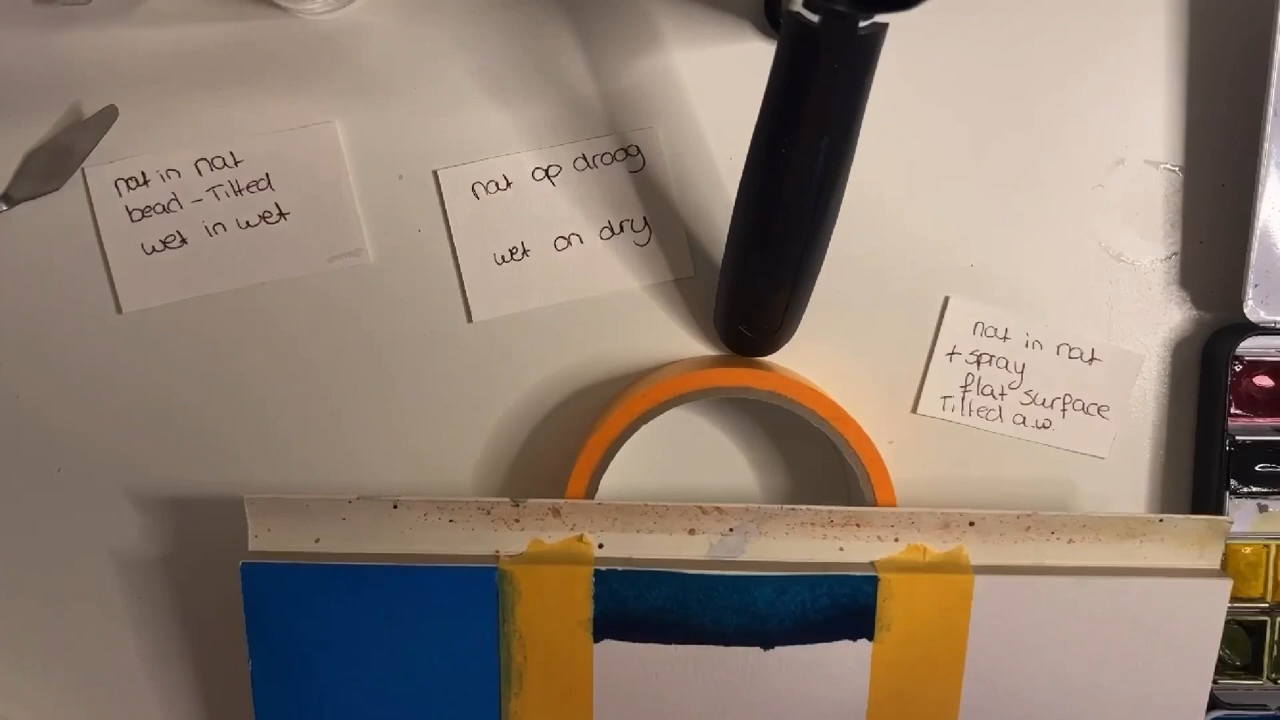 nat in nat
bead - Tilted
wet in wet
nat op droog
wet on dry
nat in nat
+ spray
flat surface
Tilted a.w.